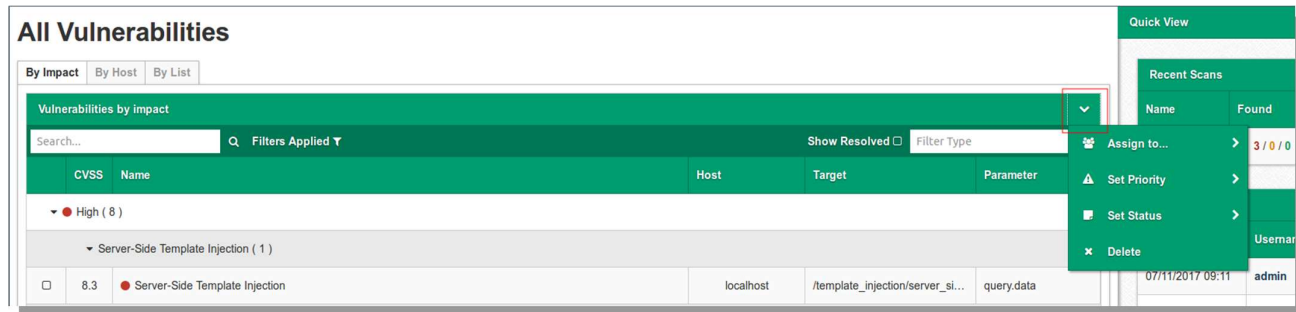 All Vulnerabilities
By Impact By Host By List
Vulnerabilities by impact
Search... Filters Applied Show Resolved Filter Type
CVSS Name Host Target Parameter
High ( 8 )
Server-Side Template Injection ( 1 )
8.3 Server-Side Template Injection localhost /template_injection/server_si... query.data
Assign to...
Set Priority
Set Status
Delete
Quick View
Recent Scans
Name Found
3 / 0 / 0
07/11/2017 09:11 admin